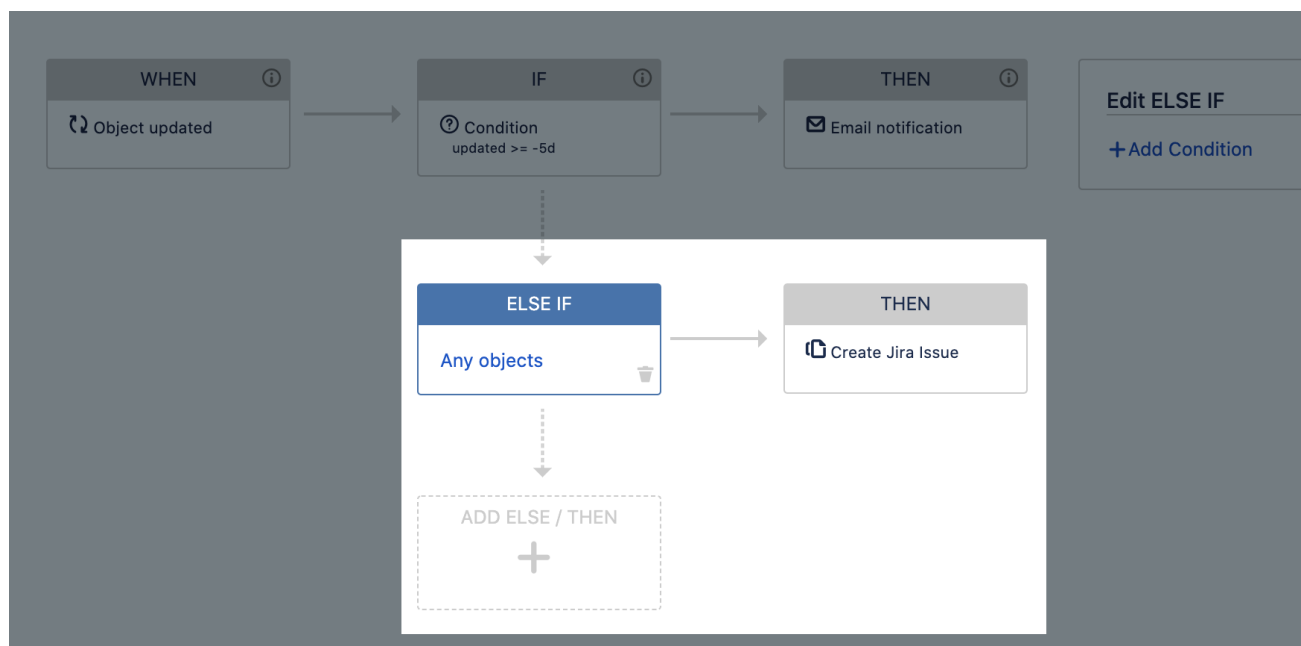 WHEN
Object updated
IF
Condition
updated >= -5d
THEN
Email notification
Edit ELSE IF
+Add Condition
ELSE IF
Any objects
THEN
Create Jira Issue
ADD ELSE / THEN
+